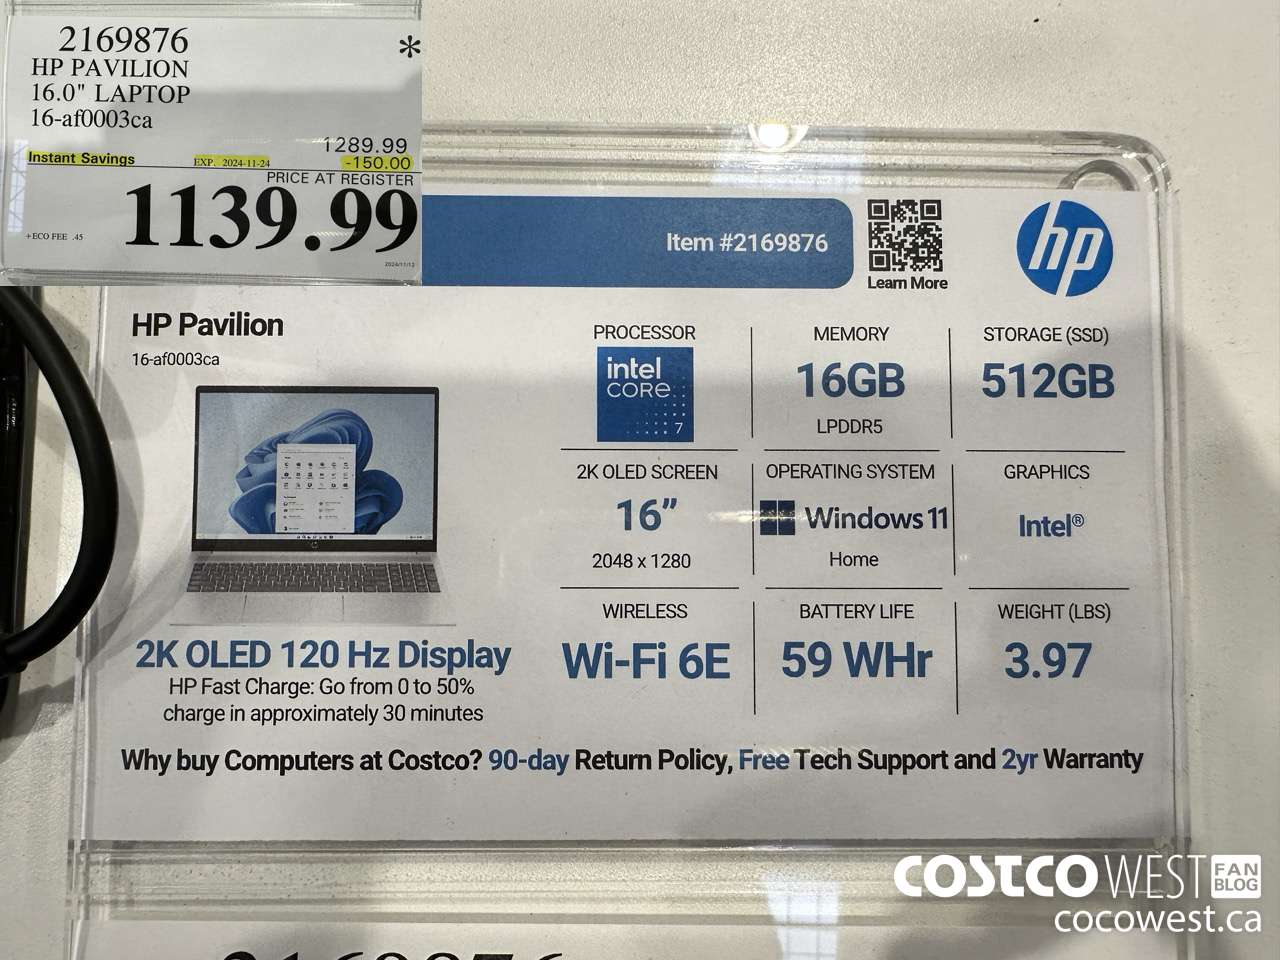 2169876
*
HP PAVILION
16.0" LAPTOP
16-af0003ca
1289.99
Instant Savings EXP. 2024-11-24 -150.00
PRICE AT REGISTER
1139.99
+ECO FEE .45
2024/11/12
Item #2169876
Learn More
hp
HP Pavilion
16-af0003ca
PROCESSOR
intel
CORE
7
MEMORY
16GB
LPDDR5
STORAGE (SSD)
512GB
2K OLED SCREEN
16”
2048 x 1280
OPERATING SYSTEM
Windows 11
Home
GRAPHICS
Intel®
WIRELESS
Wi-Fi 6E
BATTERY LIFE
59 WHr
WEIGHT (LBS)
3.97
2K OLED 120 Hz Display
HP Fast Charge: Go from 0 to 50%
charge in approximately 30 minutes
Why buy Computers at Costco? 90-day Return Policy, Free Tech Support and 2yr Warranty
COSTCO WEST FAN BLOG
cocowest.ca
2169876